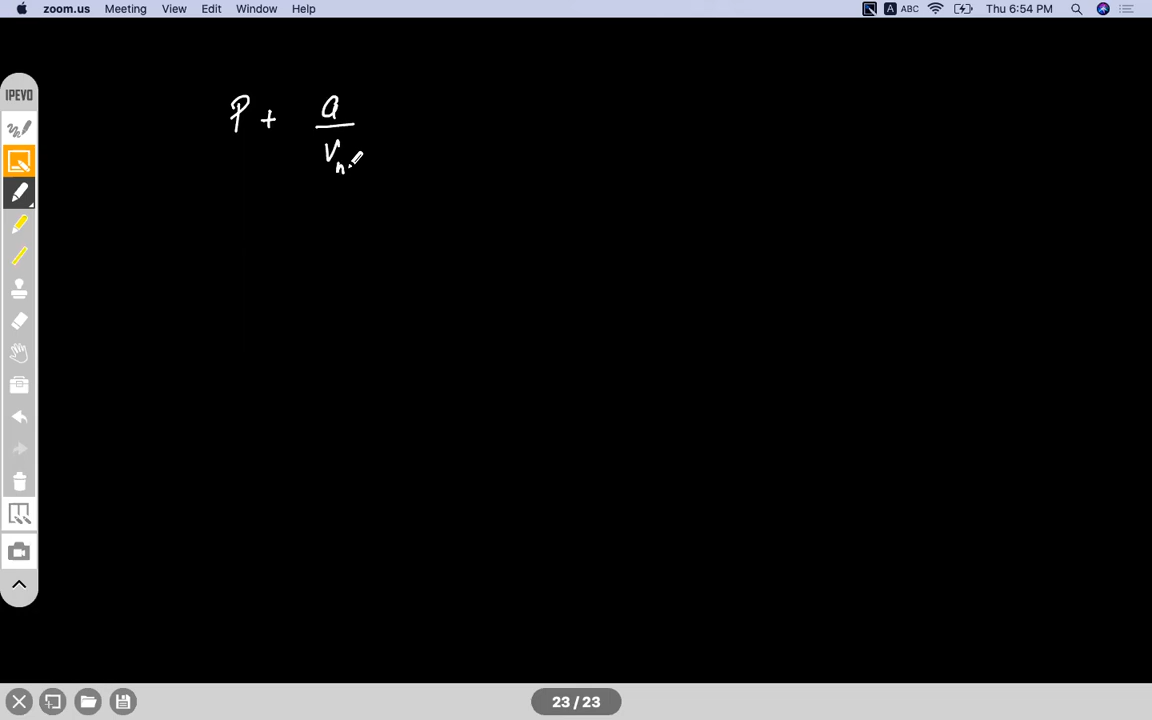 zoom.us Meeting View Edit Window Help A ABC Thu 6:54 PM
IPEVO
P + a
V
23 / 23